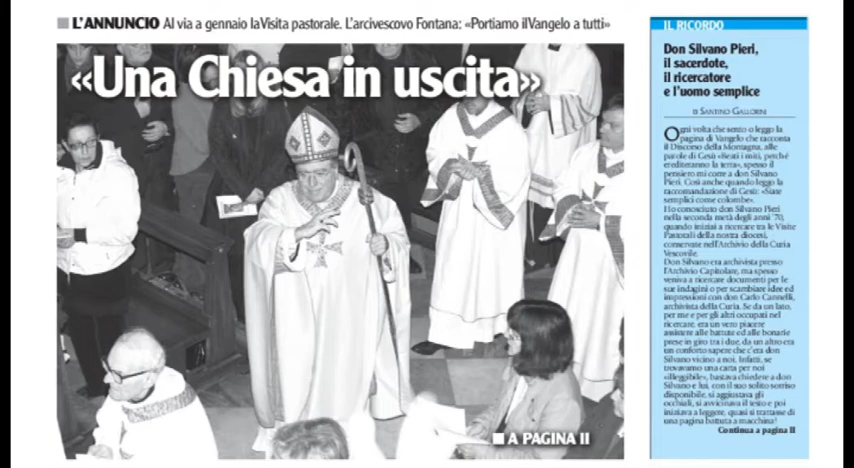 L'ANNUNCIO Al via a gennaio la Visita pastorale. L'arcivescovo Fontana: «Portiamo il Vangelo a tutti»
«Una Chiesa in uscita»
A PAGINA II
IL RICORDO
Don Silvano Pieri,
il sacerdote,
il ricercatore
e l'uomo semplice
DI SANTINO GALLORINI
Ogni volta che sento o leggo la
pagina di Vangelo che racconta
il Discorso della Montagna, alle
parole di Gesù «Beati i miti, perché
erediteranno la terra», spesso il
pensiero mi corre a don Silvano
Pieri. Così anche quando leggo la
raccomandazione di Gesù: «Siate
semplici come colombe».
Ho conosciuto don Silvano Pieri
nella seconda metà degli anni '70,
quando iniziai a ricercare tra le Visite
Pastorali della nostra diocesi,
conservate nell'Archivio della Curia
Vescovile.
Don Silvano era archivista presso
l'Archivio Capitolare, ma spesso
veniva a ricercare documenti per le
sue indagini o per scambiare idee ed
impressioni con don Carlo Cannelli,
archivista della Curia. Se da un lato,
per me e per gli altri occupati nel
ricercare, era un vero piacere
assistere alle battute ed alle bonarie
prese in giro tra i due, da un altro era
un conforto sapere che c'era don
Silvano vicino a noi. Infatti, se
trovavamo una carta per noi
«illeggibile», bastava chiedere a don
Silvano e lui, con il suo solito sorriso
disponibile, si aggiustava gli
occhiali, si avvicinava il testo e poi
iniziava a leggere, quasi si trattasse di
una pagina battuta a macchina!
Continua a pagina II